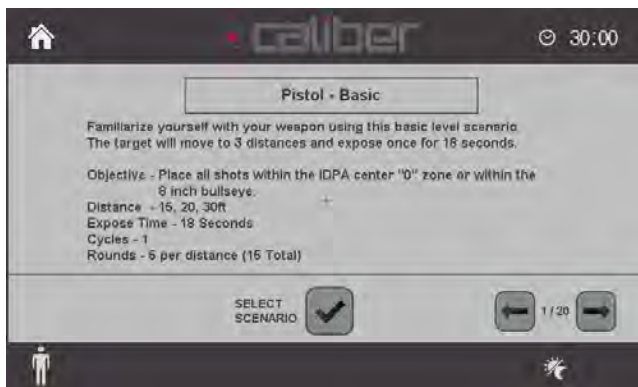 caliber
30:00
Pistol - Basic
Familiarize yourself with your weapon using this basic level scenario.
The target will move to 3 distances and expose once for 18 seconds.
Objective - Place all shots within the IDPA center "0" zone or within the
8 inch bullseye.
Distance - 15, 20, 30ft
Expose Time - 18 Seconds
Cycles - 1
Rounds - 5 per distance (15 Total)
SELECT
SCENARIO
1 / 20